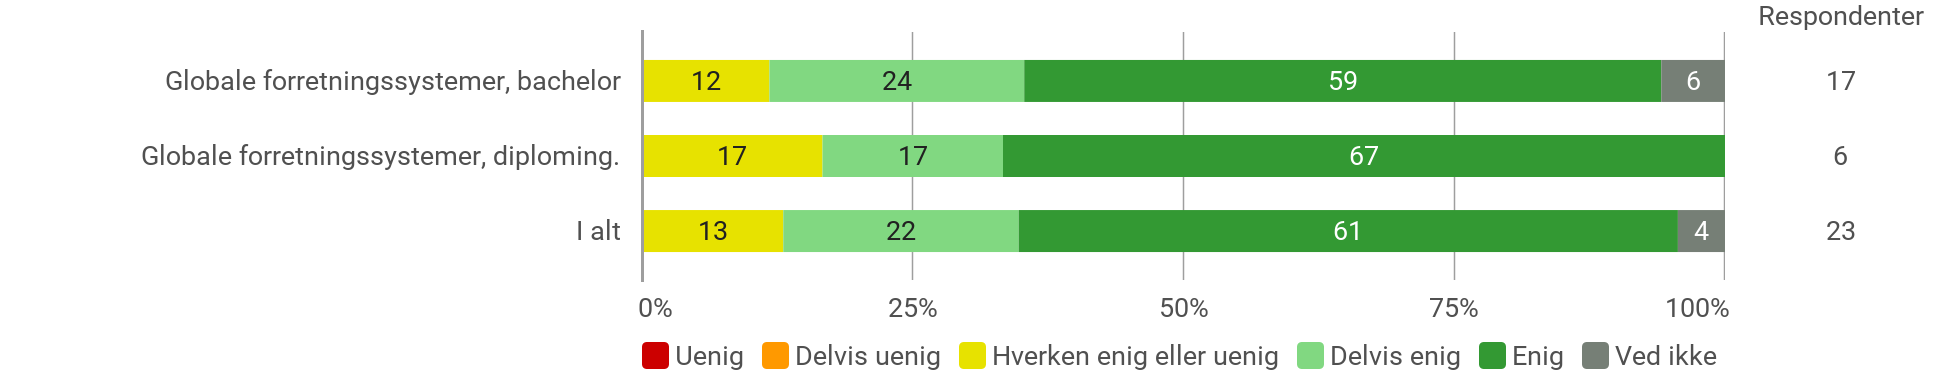 Respondenter
Globale forretningssystemer, bachelor 12 24 59 6 17
Globale forretningssystemer, diploming. 17 17 67 6
I alt 13 22 61 4 23
0% 25% 50% 75% 100%
Uenig Delvis uenig Hverken enig eller uenig Delvis enig Enig Ved ikke